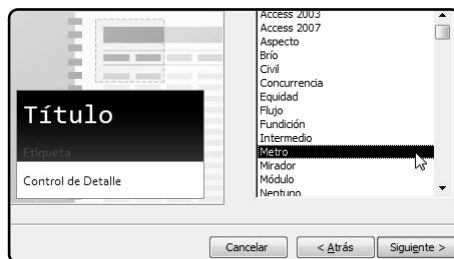 Título
Etiqueta
Control de Detalle
Access 2003
Access 2007
Aspecto
Brío
Civil
Concurrencia
Equidad
Flujo
Fundición
Intermedio
Metro
Mirador
Módulo
Neptuno
Cancelar
< Atrás
Siguiente >